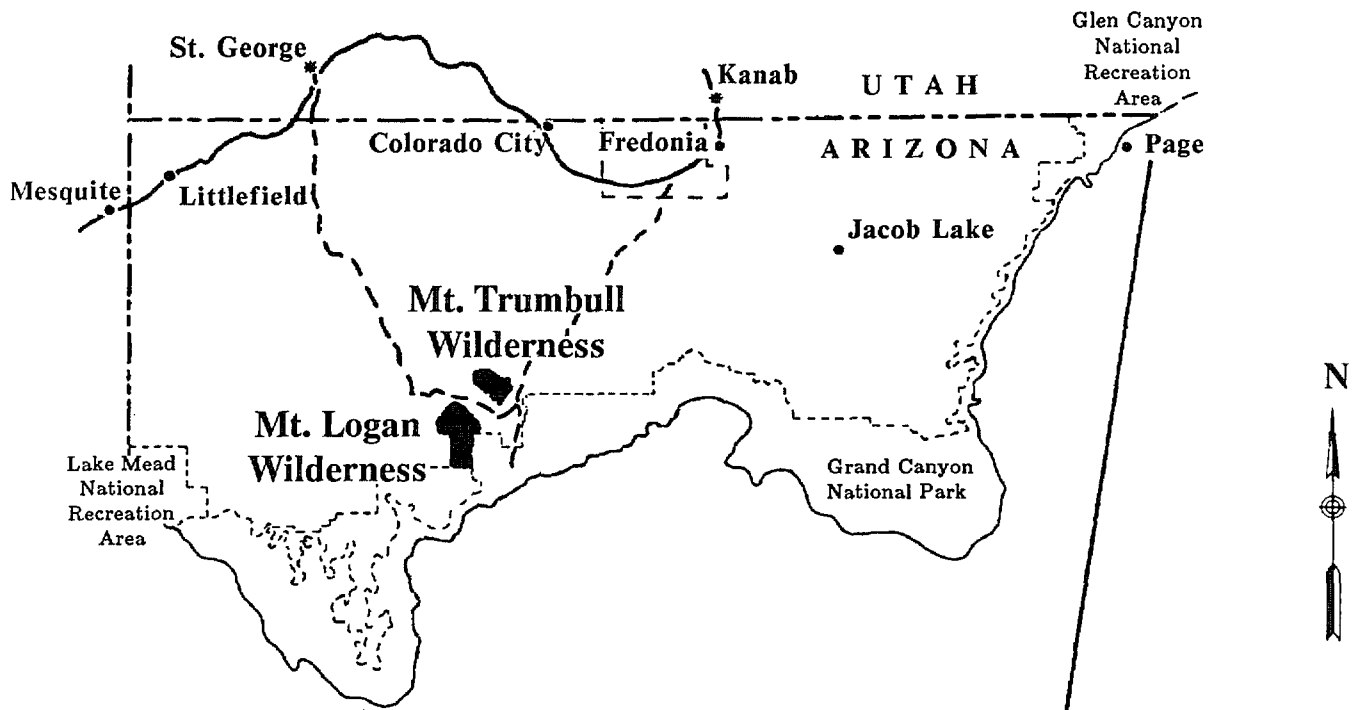 Glen Canyon
National
Recreation
Area
St. George
Kanab
UTAH
Colorado City
Fredonia
ARIZONA
Page
Mesquite
Littlefield
Jacob Lake
Mt. Trumbull
Wilderness
N
Mt. Logan
Wilderness
Lake Mead
National
Recreation
Area
Grand Canyon
National Park